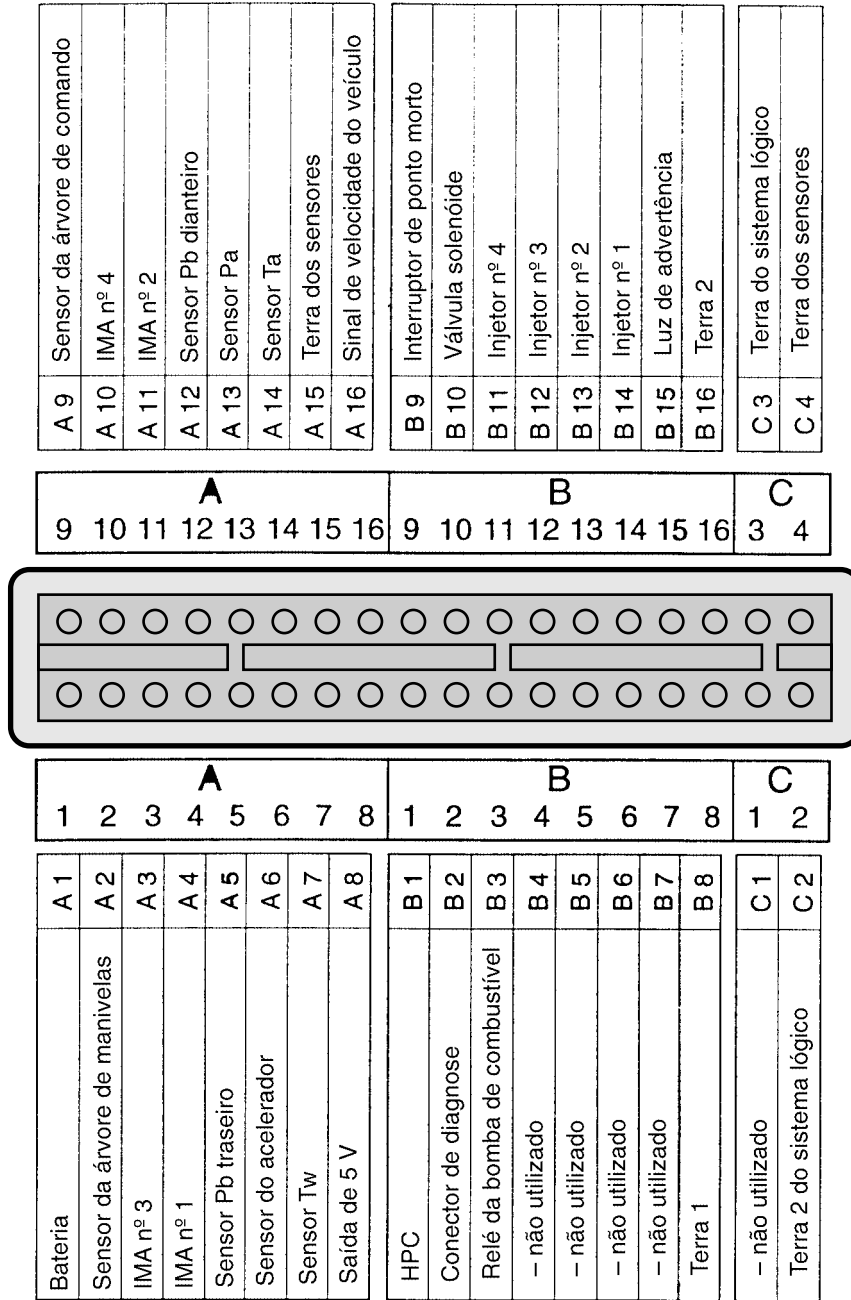 A 9 Sensor da árvore de comando
A 10 IMA nº 4
A 11 IMA nº 2
A 12 Sensor Pb dianteiro
A 13 Sensor Pa
A 14 Sensor Ta
A 15 Terra dos sensores
A 16 Sinal de velocidade do veículo
B 9 Interruptor de ponto morto
B 10 Válvula solenóide
B 11 Injetor nº 4
B 12 Injetor nº 3
B 13 Injetor nº 2
B 14 Injetor nº 1
B 15 Luz de advertência
B 16 Terra 2
C 3 Terra do sistema lógico
C 4 Terra dos sensores
A B C
9 10 11 12 13 14 15 16 9 10 11 12 13 14 15 16 3 4
A B C
1 2 3 4 5 6 7 8 1 2 3 4 5 6 7 8 1 2
Bateria A 1
Sensor da árvore de manivelas A 2
IMA nº 3 A 3
IMA nº 1 A 4
Sensor Pb traseiro A 5
Sensor do acelerador A 6
Sensor Tw A 7
Saída de 5 V A 8
HPC B 1
Conector de diagnose B 2
Relé da bomba de combustível B 3
– não utilizado B 4
– não utilizado B 5
– não utilizado B 6
– não utilizado B 7
Terra 1 B 8
– não utilizado C 1
Terra 2 do sistema lógico C 2